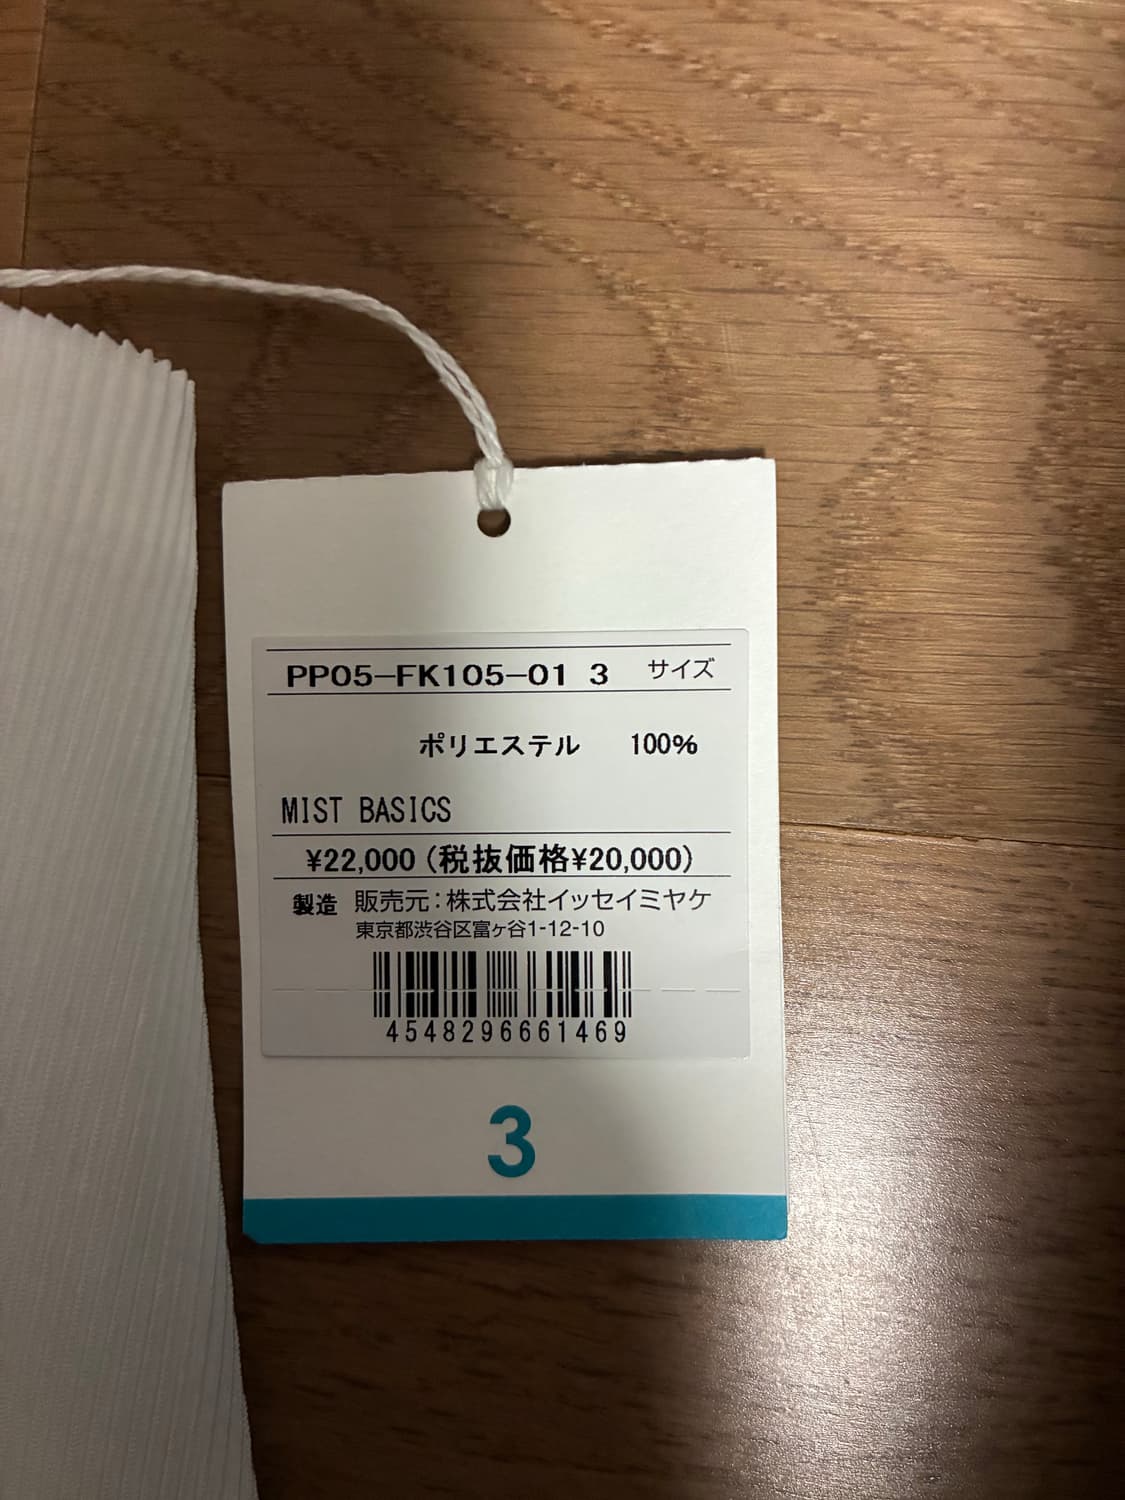 PP05-FK105-01 3 サイズ
ポリエステル 100%
MIST BASICS
¥22,000 (税抜価格¥20,000)
製造 販売元:株式会社イッセイミヤケ
東京都渋谷区富ヶ谷1-12-10
4548296661469
3